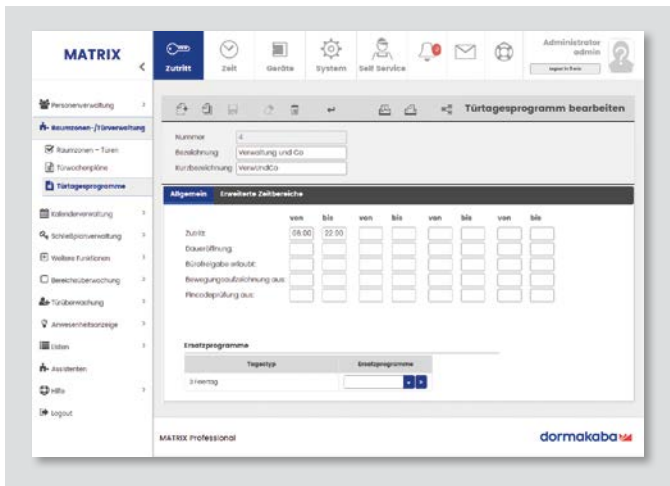 MATRIX
Zutritt
Zeit
Geräte
System
Self Service
Administrator
admin
Personenverwaltung
Raumzonen-/Türverwaltung
Raumzonen - Türen
Türwochenpläne
Türtagesprogramme
Kalenderverwaltung
Schließplanverwaltung
Weitere Funktionen
Bereichsüberwachung
Türüberwachung
Anwesenheitsanzeige
Listen
Assistenten
Hilfe
Logout
Türtagesprogramm bearbeiten
Nummer 4
Bezeichnung Verwaltung und Co
Kurzbezeichnung VerwUndCo
Allgemein Erweiterte Zeitbereiche
von bis von bis von bis von bis
Zutritt: 06:00 22:00
Daueröffnung:
Bürofreigabe erlaubt:
Bewegungsaufzeichnung aus:
Pincodeprüfung aus:
Ersatzprogramme
Tagestyp Ersatzprogramme
Feiertag
MATRIX Professional
dormakaba